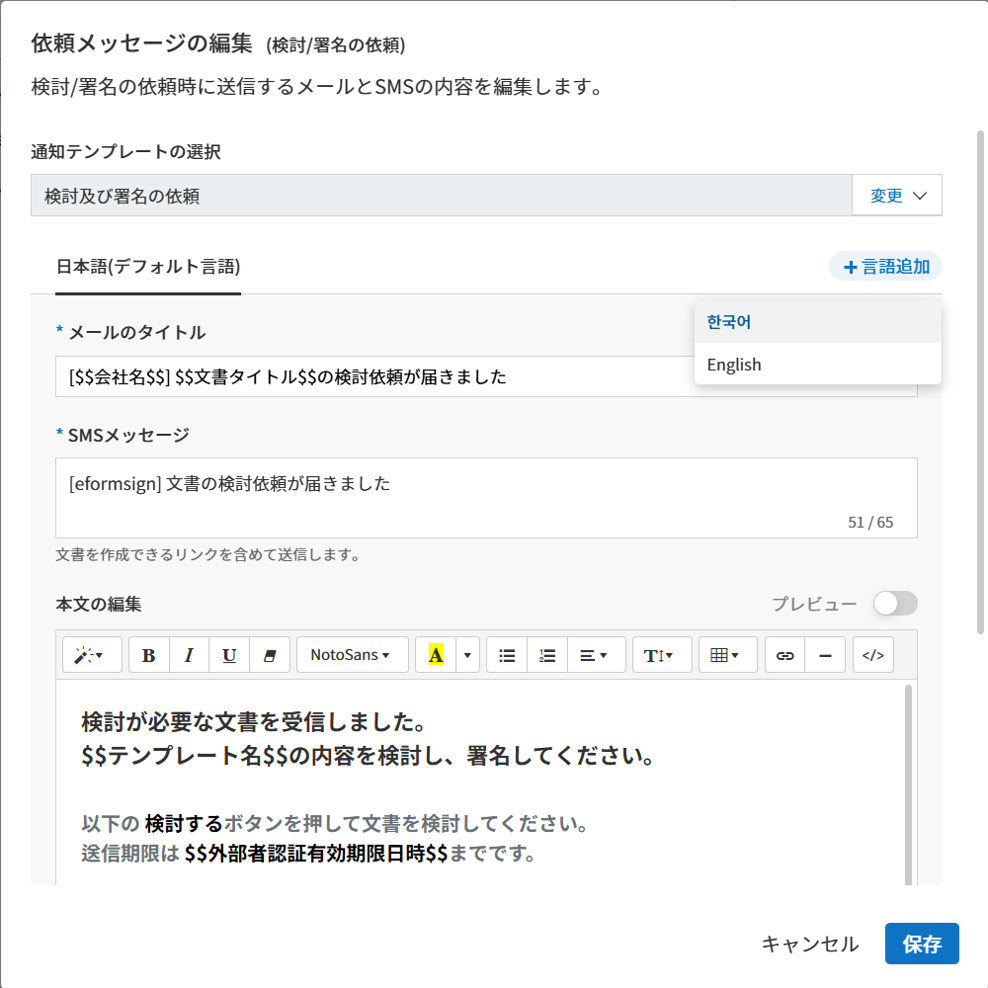 依頼メッセージの編集 (検討/署名の依頼)
検討/署名の依頼時に送信するメールとSMSの内容を編集します。
通知テンプレートの選択
検討及び署名の依頼 変更
日本語(デフォルト言語) +言語追加
한국어
English
* メールのタイトル
[$$会社名$$] $$文書タイトル$$の検討依頼が届きました
* SMSメッセージ
[eformsign] 文書の検討依頼が届きました
51 / 65
文書を作成できるリンクを含めて送信します。
本文の編集 プレビュー
B I U NotoSans A T </>
検討が必要な文書を受信しました。
$$テンプレート名$$の内容を検討し、署名してください。
以下の 検討するボタンを押して文書を検討してください。
送信期限は $$外部者認証有効期限日時$$までです。
キャンセル 保存